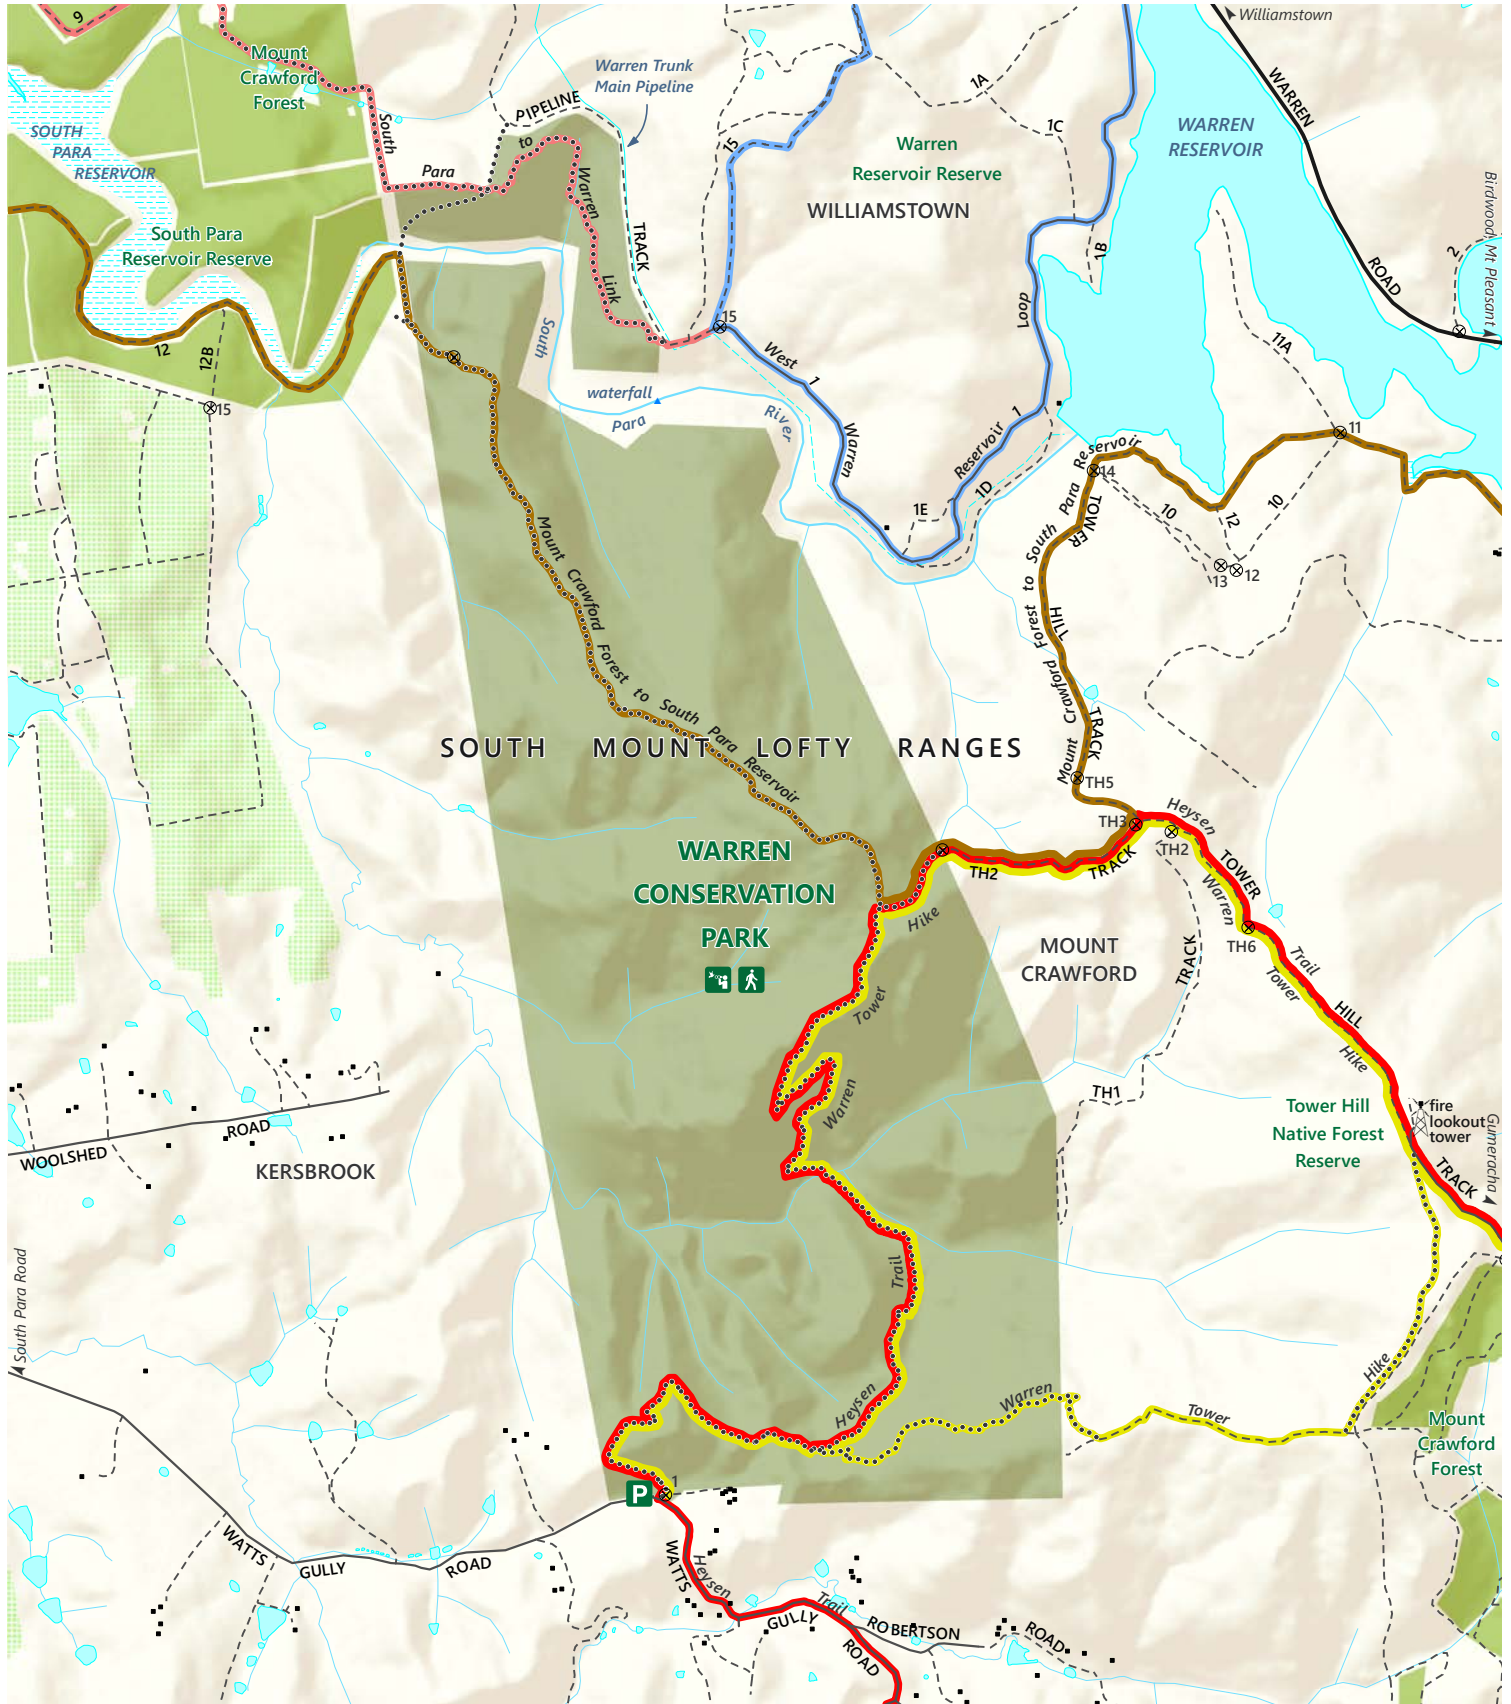 9
Williamstown
Mount
Crawford
Forest
Warren Trunk
Main Pipeline
WARREN
1A
PIPELINE
1C
SOUTH
PARA
RESERVOIR
South
to
15
WARREN
RESERVOIR
Warren
Reservoir Reserve
Para
Warren
WILLIAMSTOWN
Birdwood, Mt Pleasant
South Para
Reservoir Reserve
TRACK
1B
2
ROAD
Link
Loop
15
South
12
12B
West 1
11A
waterfall
Para
River
15
Warren
Reservoir 1
11
Reservoir
14
1D
1E
TOWER
10
12
10
Mount Crawford Forest to South Para
13
12
HILL
Mount Crawford Forest to South Para Reservoir
TRACK
SOUTH MOUNT LOFTY RANGES
TH5
Heysen
TH3
TH2
WARREN
CONSERVATION
PARK
TH2
TRACK
TOWER
Warren
Hike
TH6
MOUNT
CRAWFORD
TRACK
Trail
Tower
Tower
HILL
Hike
TH1
Warren
Tower Hill
Native Forest
Reserve
fire
lookout
tower
Gumeracha
TRACK
ROAD
WOOLSHED
KERSBROOK
South Para Road
Trail
Hike
Heysen
Warren
Tower
Mount
Crawford
Forest
1
P
WATTS
GULLY
ROAD
WATTS
Heysen
Trail
GULLY
ROAD
ROBERTSON
ROAD